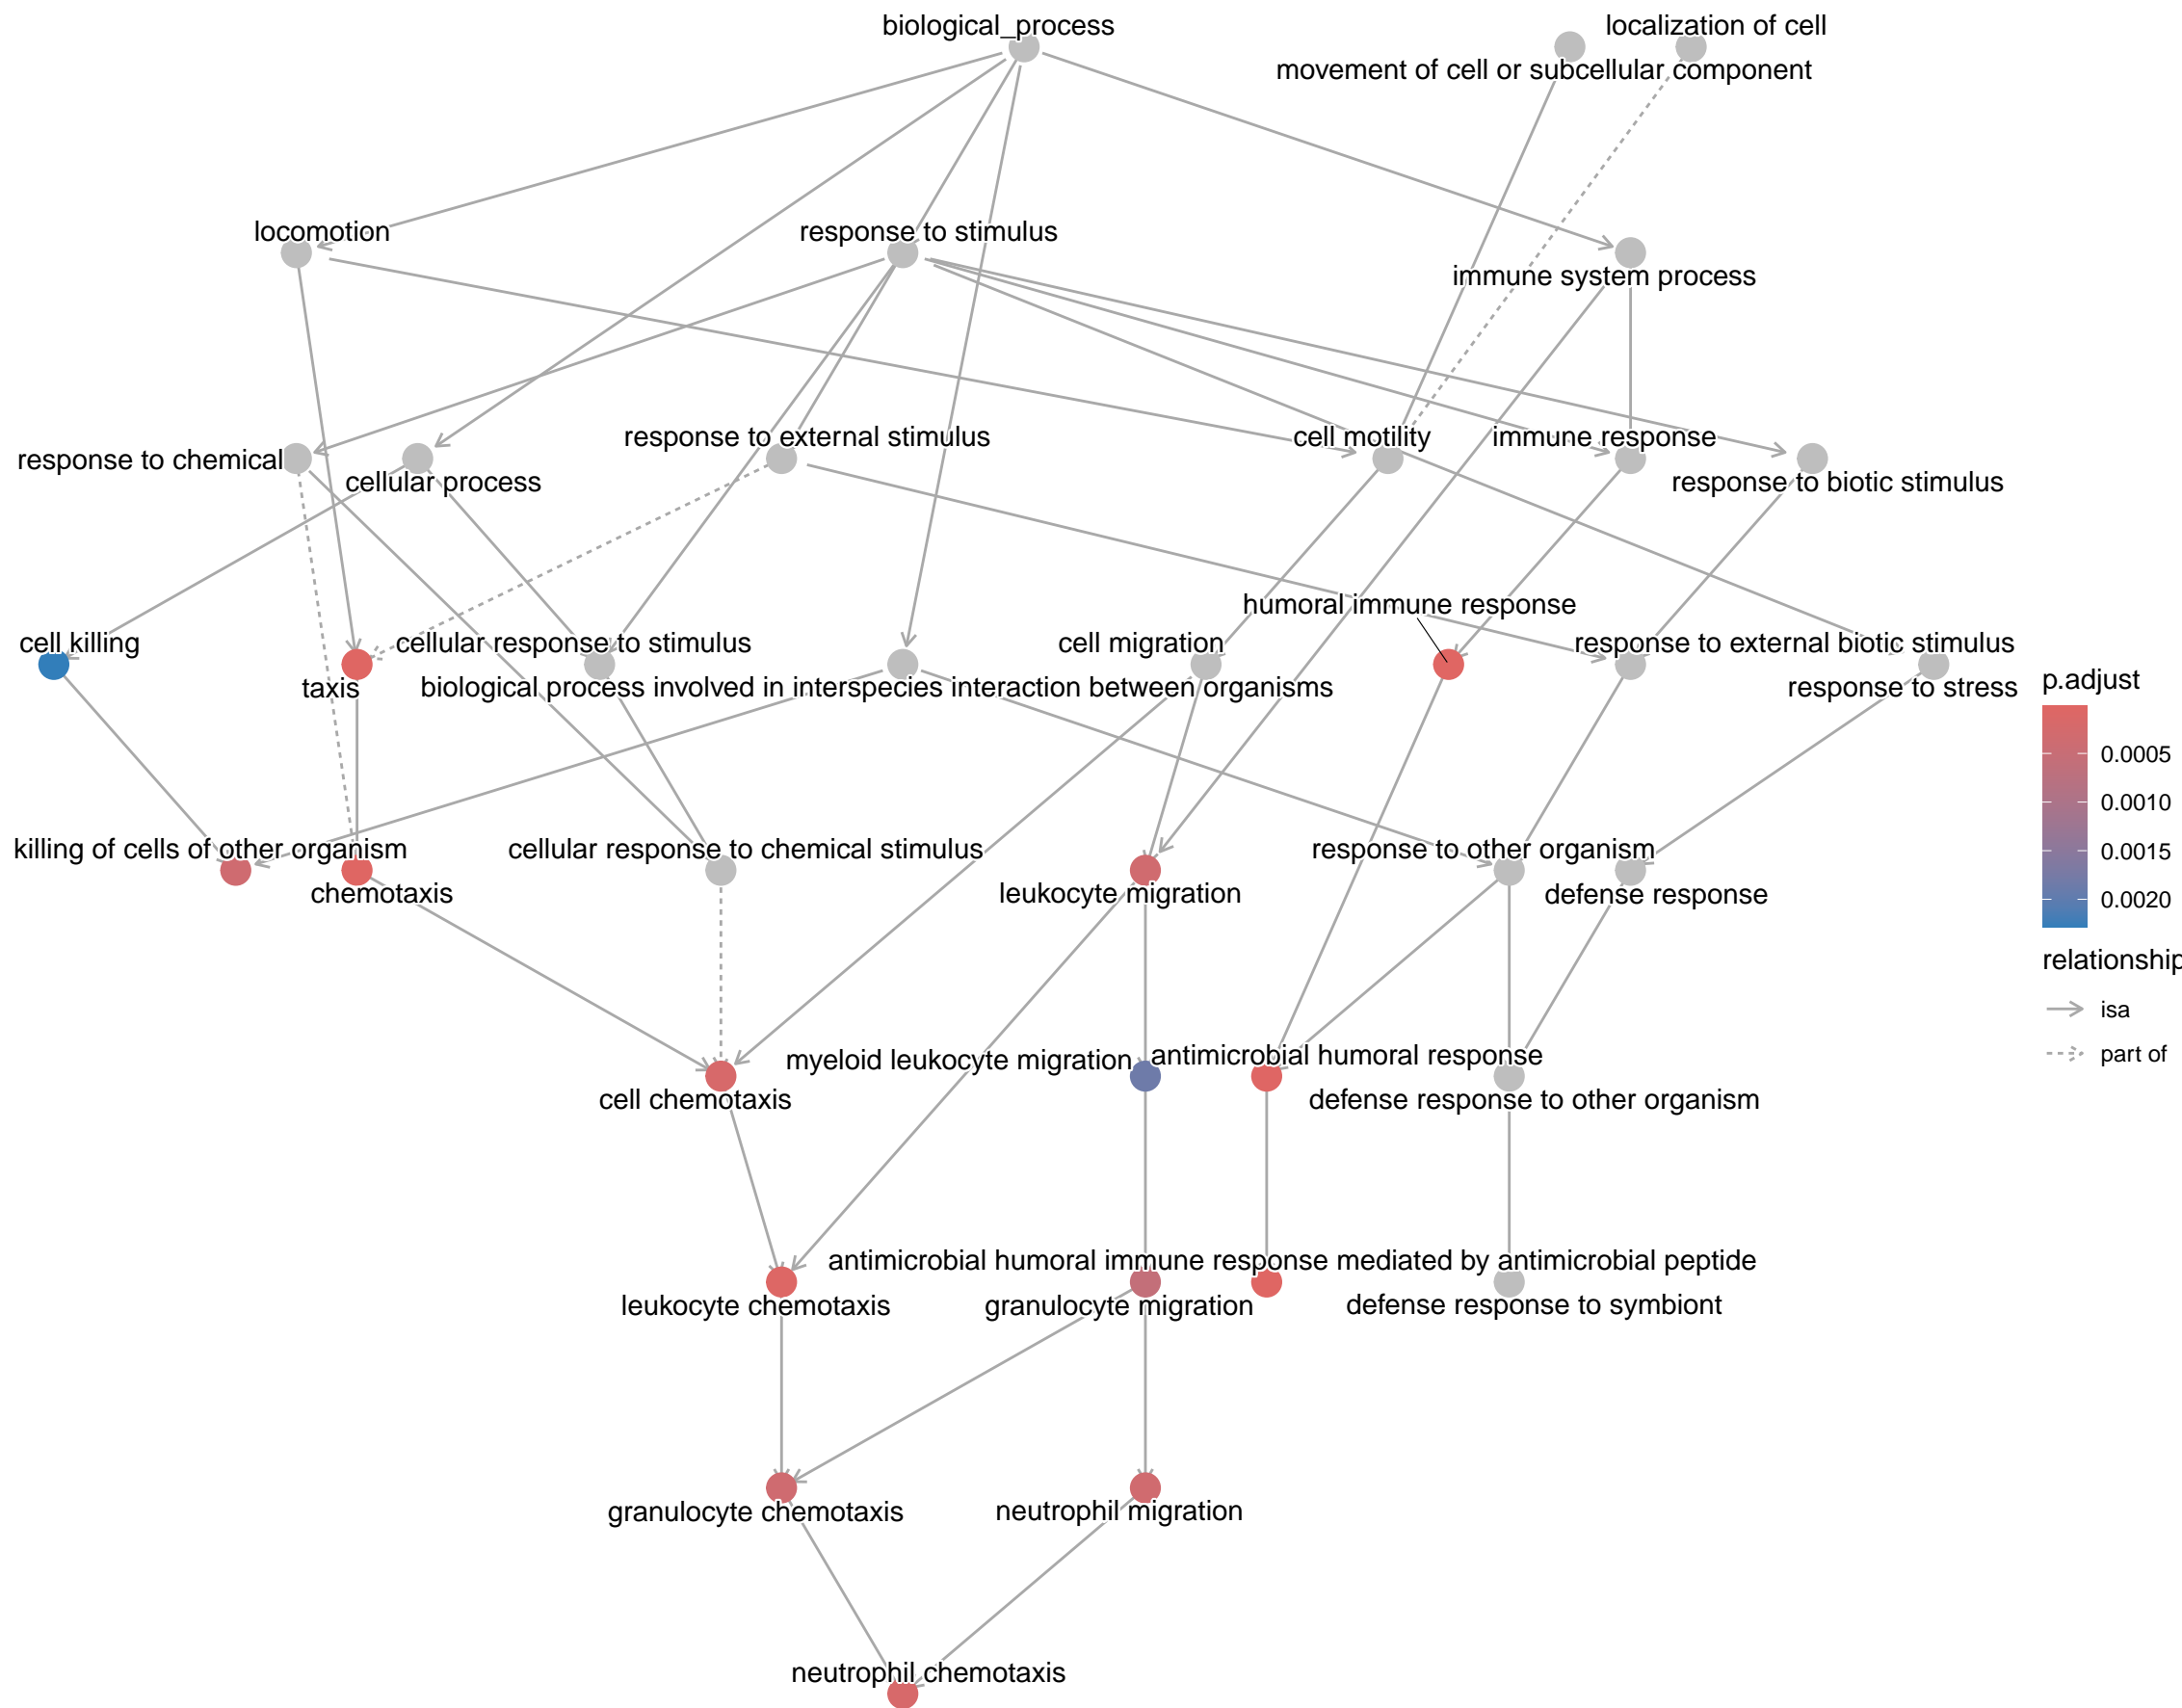 biological_process
localization of cell
movement of cell or subcellular component
locomotion
response to stimulus
immune system process
response to external stimulus
cell motility
immune response
response to chemical
cellular process
response to biotic stimulus
humoral immune response
cell killing
cellular response to stimulus
cell migration
response to external biotic stimulus
taxis
biological process involved in interspecies interaction between organisms
response to stress
p.adjust
0.0005
0.0010
0.0015
0.0020
killing of cells of other organism
cellular response to chemical stimulus
response to other organism
chemotaxis
leukocyte migration
defense response
relationship
isa
part of
myeloid leukocyte migration
antimicrobial humoral response
cell chemotaxis
defense response to other organism
antimicrobial humoral immune response mediated by antimicrobial peptide
leukocyte chemotaxis
granulocyte migration
defense response to symbiont
granulocyte chemotaxis
neutrophil migration
neutrophil chemotaxis